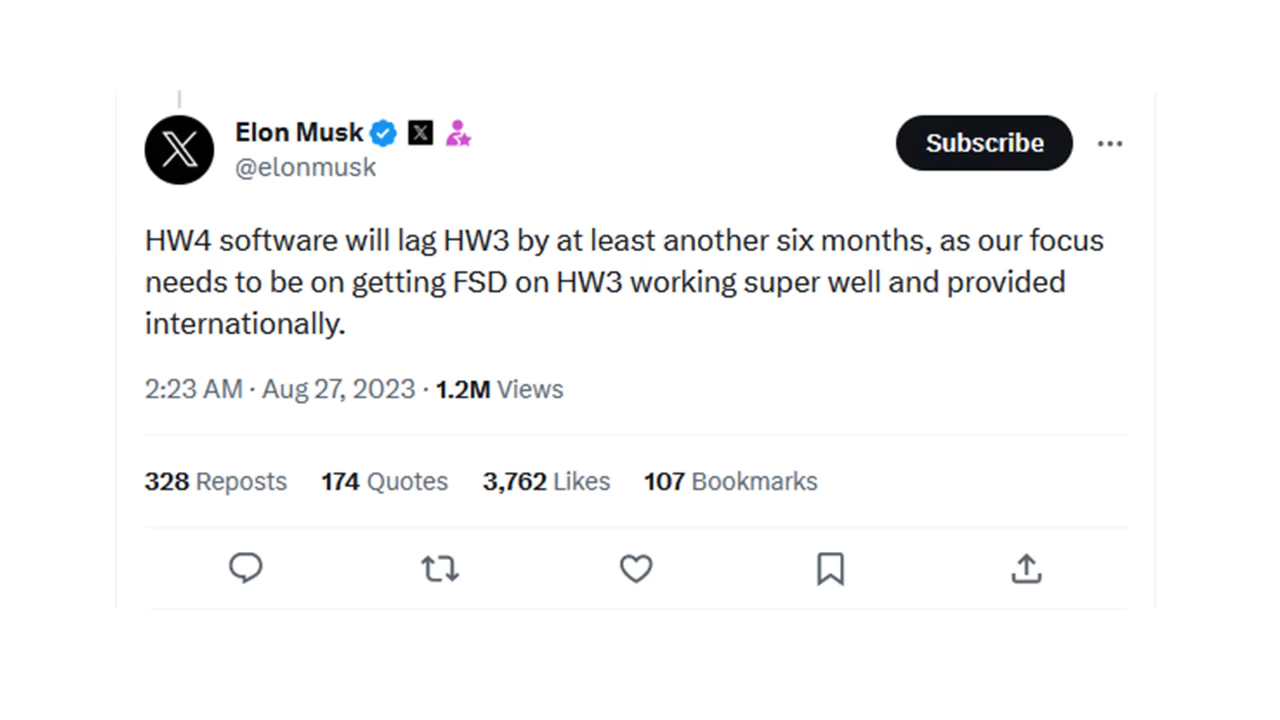 Elon Musk
Subscribe
@elonmusk
HW4 software will lag HW3 by at least another six months, as our focus
needs to be on getting FSD on HW3 working super well and provided
internationally.
2:23 AM · Aug 27, 2023 · 1.2M Views
328 Reposts 174 Quotes 3,762 Likes 107 Bookmarks